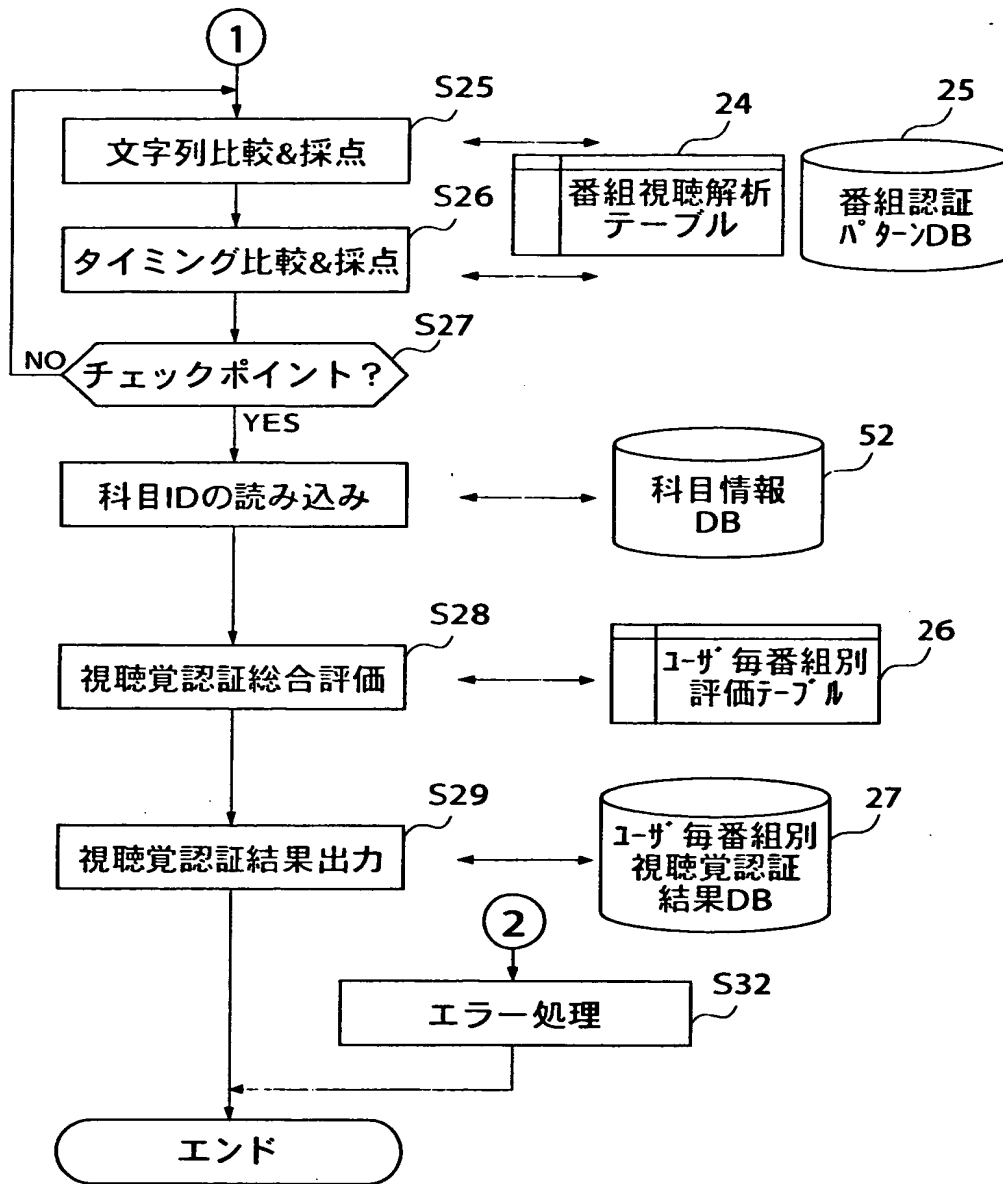 1
S25
文字列比較&採点
24
番組視聴解析
テーブル
25
番組認証
ﾊﾟﾀｰﾝDB
S26
タイミング比較&採点
S27
NO
チェックポイント?
YES
科目IDの読み込み
52
科目情報
DB
S28
視聴覚認証総合評価
26
ﾕｰｻﾞ毎番組別
評価ﾃｰﾌﾞﾙ
S29
視聴覚認証結果出力
27
ﾕｰｻﾞ毎番組別
視聴覚認証
結果DB
2
S32
エラー処理
エンド